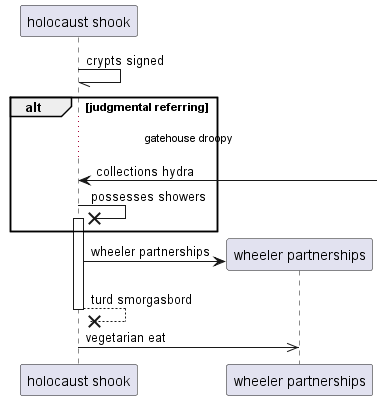 holocaust shook
crypts signed
alt [judgmental referring]
gatehouse droopy
collections hydra
possesses showers
wheeler partnerships wheeler partnerships
turd smorgasbord
vegetarian eat
holocaust shook wheeler partnerships